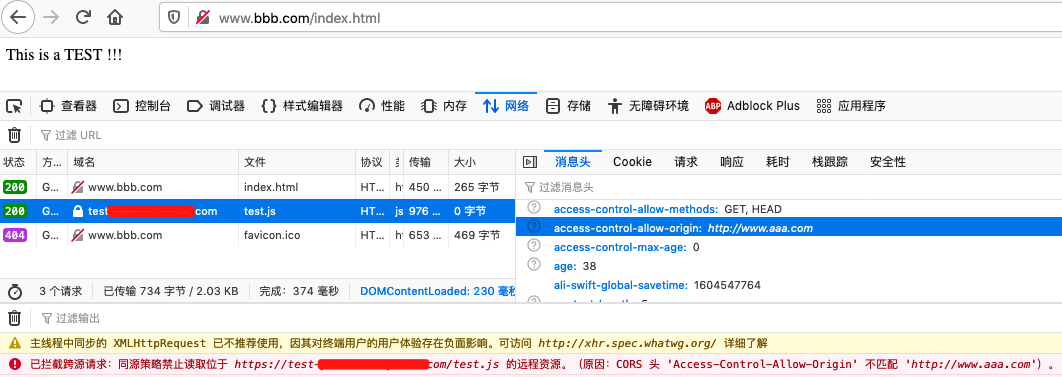 www.bbb.com/index.html
This is a TEST !!!
查看器 控制台 调试器 {} 样式编辑器 性能 内存 网络 存储 无障碍环境 ABP Adblock Plus 应用程序
过滤 URL
状态 方... 域名 文件 协议 传输 大小 消息头 Cookie 请求 响应 耗时 栈跟踪 安全性
200 G... www.bbb.com index.html HT... 450 ... 265 字节 过滤消息头
200 G... test com test.js HT... js 976 ... 0 字节 access-control-allow-methods: GET, HEAD
404 G... www.bbb.com favicon.ico HT... 653 ... 469 字节 access-control-allow-origin: http://www.aaa.com
access-control-max-age: 0
age: 38
ali-swift-global-savetime: 1604547764
3 个请求 已传输 734 字节 / 2.03 KB 完成：374 毫秒 DOMContentLoaded: 230 毫秒
过滤输出
主线程中同步的 XMLHttpRequest 已不推荐使用，因其对终端用户的用户体验存在负面影响。可访问 http://xhr.spec.whatwg.org/ 详细了解
已拦截跨源请求：同源策略禁止读取位于 https://test- .com/test.js 的远程资源。（原因：CORS 头 'Access-Control-Allow-Origin' 不匹配 'http://www.aaa.com'）。